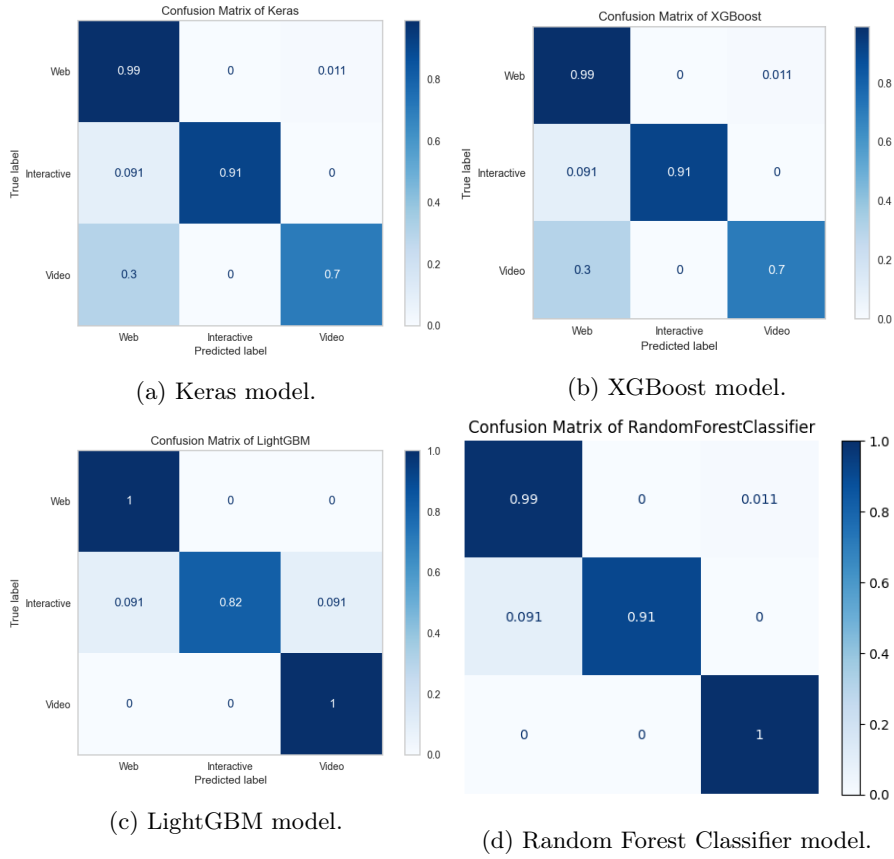 Confusion Matrix of Keras
Web
0.99 0 0.011
0.8
0.6
True label
Interactive
0.091 0.91 0
0.4
Video
0.3 0 0.7
0.2
0.0
Web Interactive Video
Predicted label
(a) Keras model.
Confusion Matrix of XGBoost
Web
0.99 0 0.011
0.8
0.6
True label
Interactive
0.091 0.91 0
0.4
Video
0.3 0 0.7
0.2
0.0
Web Interactive Video
Predicted label
(b) XGBoost model.
Confusion Matrix of LightGBM
1.0
Web
1 0 0
0.8
True label
Interactive
0.091 0.82 0.091
0.6
0.4
Video
0 0 1
0.2
0.0
Web Interactive Video
Predicted label
(c) LightGBM model.
Confusion Matrix of RandomForestClassifier
1.0
0.99 0 0.011
0.8
0.6
0.091 0.91 0
0.4
0 0 1
0.2
0.0
(d) Random Forest Classifier model.